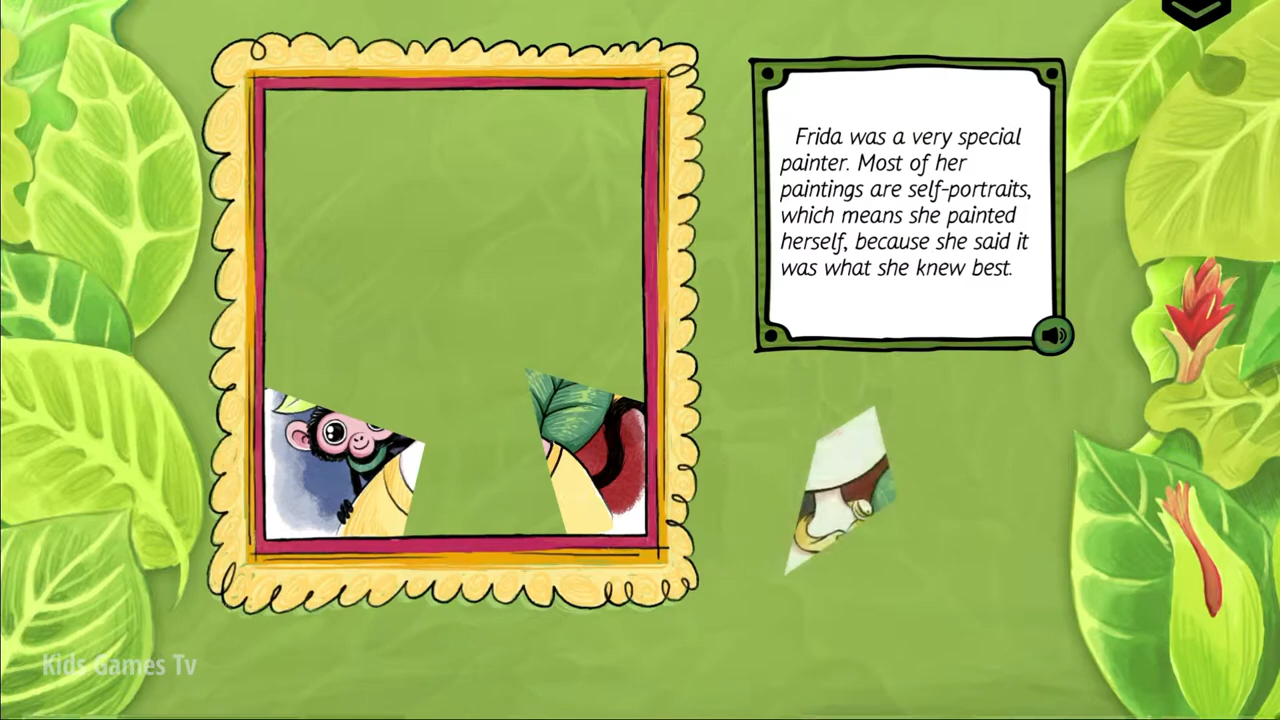 Frida was a very special
painter. Most of her
paintings are self-portraits,
which means she painted
herself, because she said it
was what she knew best.
Kids Games Tv